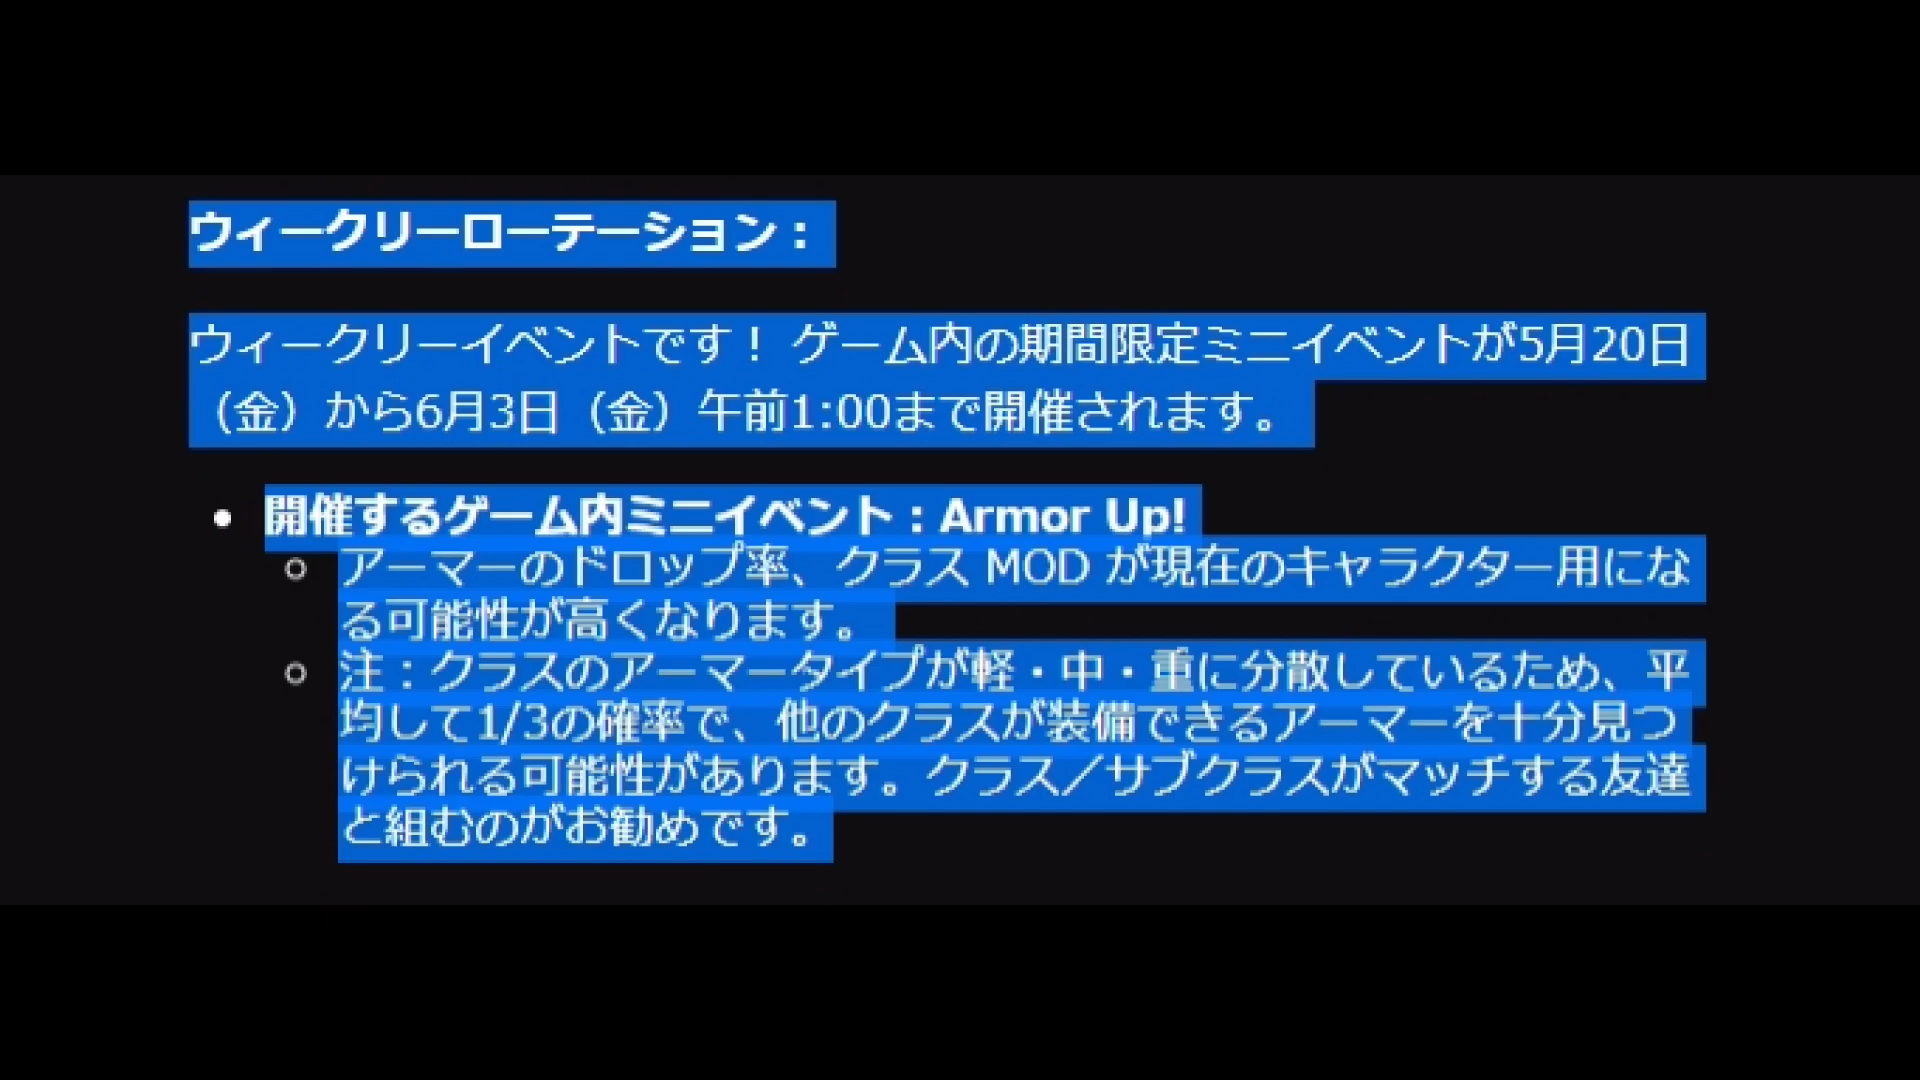 ウィークリーローテーション：
ウィークリーイベントです！ ゲーム内の期間限定ミニイベントが5月20日
（金）から6月3日（金）午前1:00まで開催されます。
• 開催するゲーム内ミニイベント：Armor Up!
○ アーマーのドロップ率、クラス MOD が現在のキャラクター用にな
る可能性が高くなります。
○ 注：クラスのアーマータイプが軽・中・重に分散しているため、平
均して1/3の確率で、他のクラスが装備できるアーマーを十分見つ
けられる可能性があります。クラス／サブクラスがマッチする友達
と組むのがお勧めです。